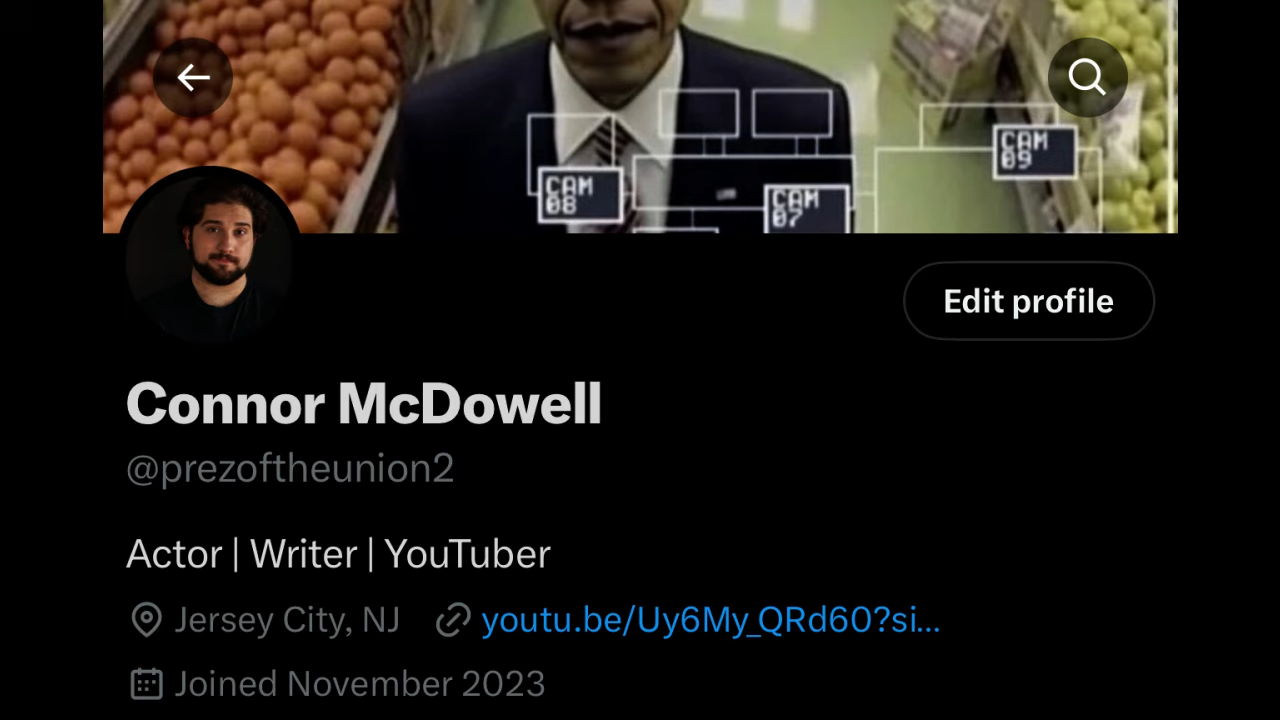 CAM
09
CAM
08
CAM
07
Edit profile
Connor McDowell
@prezoftheunion2
Actor | Writer | YouTuber
Jersey City, NJ youtu.be/Uy6My_QRd60?si...
Joined November 2023